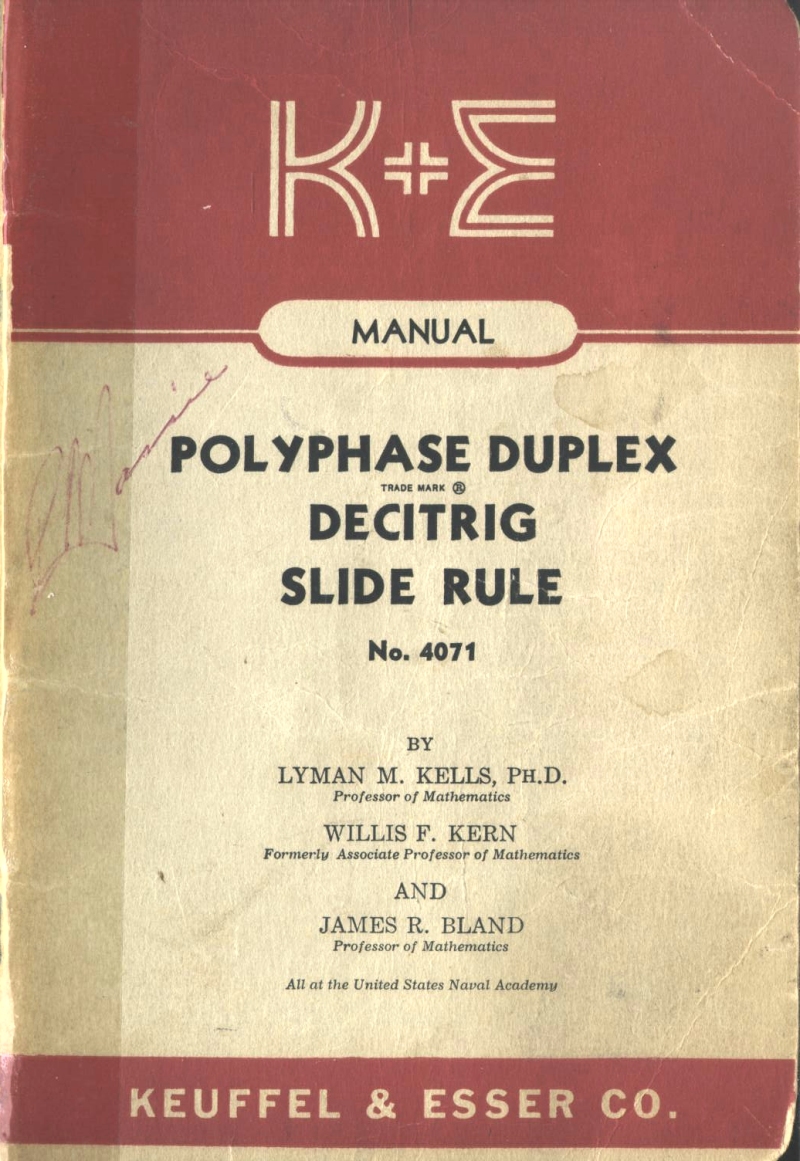 K+E
MANUAL
POLYPHASE DUPLEX
TRADE MARK ®
DECITRIG
SLIDE RULE
No. 4071
BY
LYMAN M. KELLS, PH.D.
Professor of Mathematics
WILLIS F. KERN
Formerly Associate Professor of Mathematics
AND
JAMES R. BLAND
Professor of Mathematics
All at the United States Naval Academy
KEUFFEL & ESSER CO.